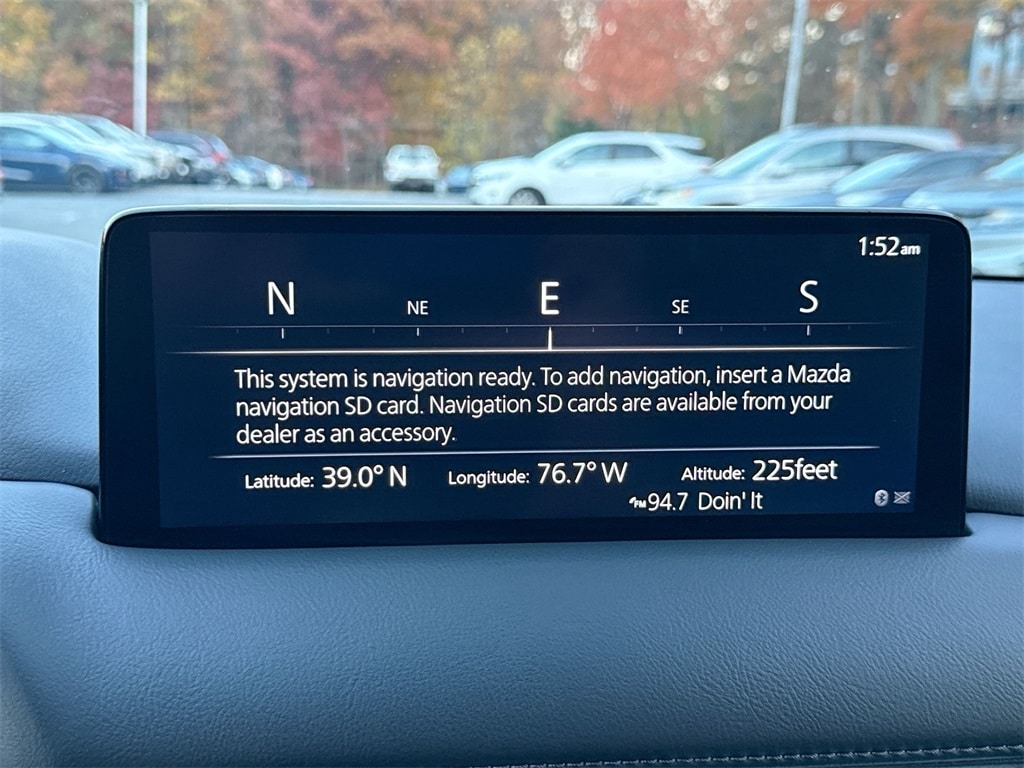 1:52am
N NE E SE S
This system is navigation ready. To add navigation, insert a Mazda
navigation SD card. Navigation SD cards are available from your
dealer as an accessory.
Latitude: 39.0° N Longitude: 76.7° W Altitude: 225feet
FM 94.7 Doin' It